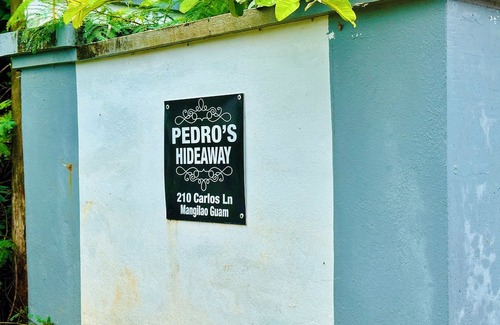 PEDRO'S
HIDEAWAY
210 Carlos Ln
Mangilao Guam